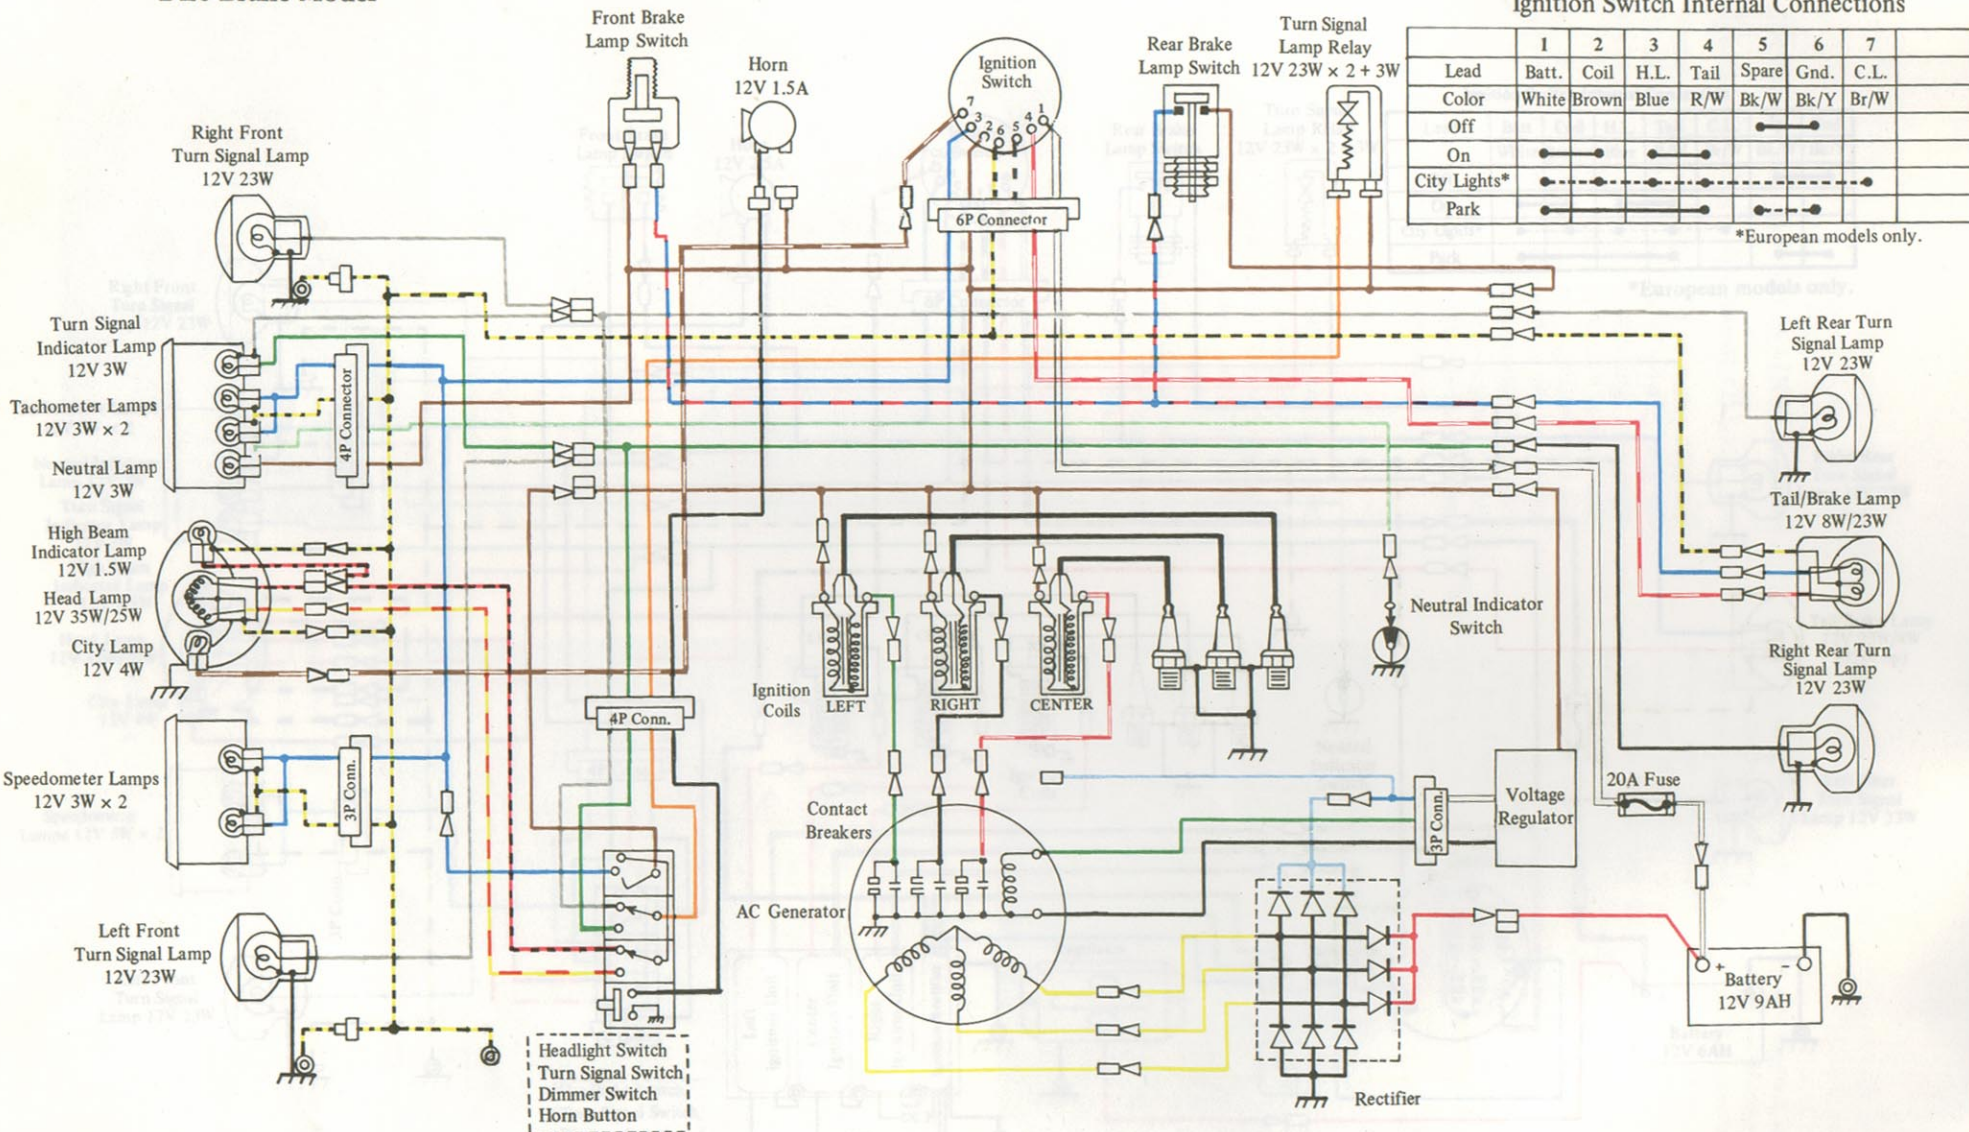 Ignition Switch Internal Connections
1 2 3 4 5 6 7
Lead Batt. Coil H.L. Tail Spare Gnd. C.L.
Color White Brown Blue R/W Bk/W Bk/Y Br/W
Off
On
City Lights*
Park
*European models only.
Front Brake
Lamp Switch
Horn
12V 1.5A
Ignition
Switch
7
3
2
6
5
4
1
6P Connector
Rear Brake
Lamp Switch
Turn Signal
Lamp Relay
12V 23W × 2 + 3W
Right Front
Turn Signal Lamp
12V 23W
Turn Signal
Indicator Lamp
12V 3W
Tachometer Lamps
12V 3W × 2
Neutral Lamp
12V 3W
4P Connector
High Beam
Indicator Lamp
12V 1.5W
Head Lamp
12V 35W/25W
City Lamp
12V 4W
Speedometer Lamps
12V 3W × 2
3P Conn.
Left Front
Turn Signal Lamp
12V 23W
4P Conn.
Headlight Switch
Turn Signal Switch
Dimmer Switch
Horn Button
Ignition
Coils
LEFT
RIGHT
CENTER
Contact
Breakers
AC Generator
Neutral Indicator
Switch
3P Conn.
Voltage
Regulator
20A Fuse
Rectifier
+
Battery
−
12V 9AH
Left Rear Turn
Signal Lamp
12V 23W
Tail/Brake Lamp
12V 8W/23W
Right Rear Turn
Signal Lamp
12V 23W